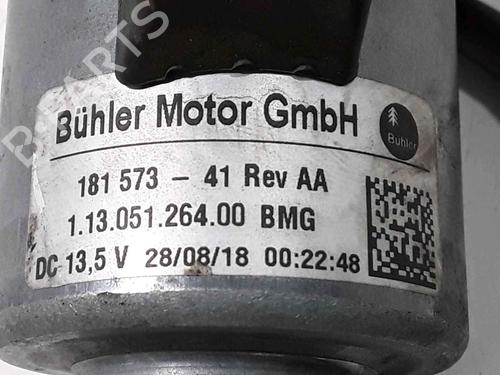 Bühler Motor GmbH
Bühler
181 573 - 41 Rev AA
1.13.051.264.00 BMG
DC 13,5 V 28/08/18 00:22:48